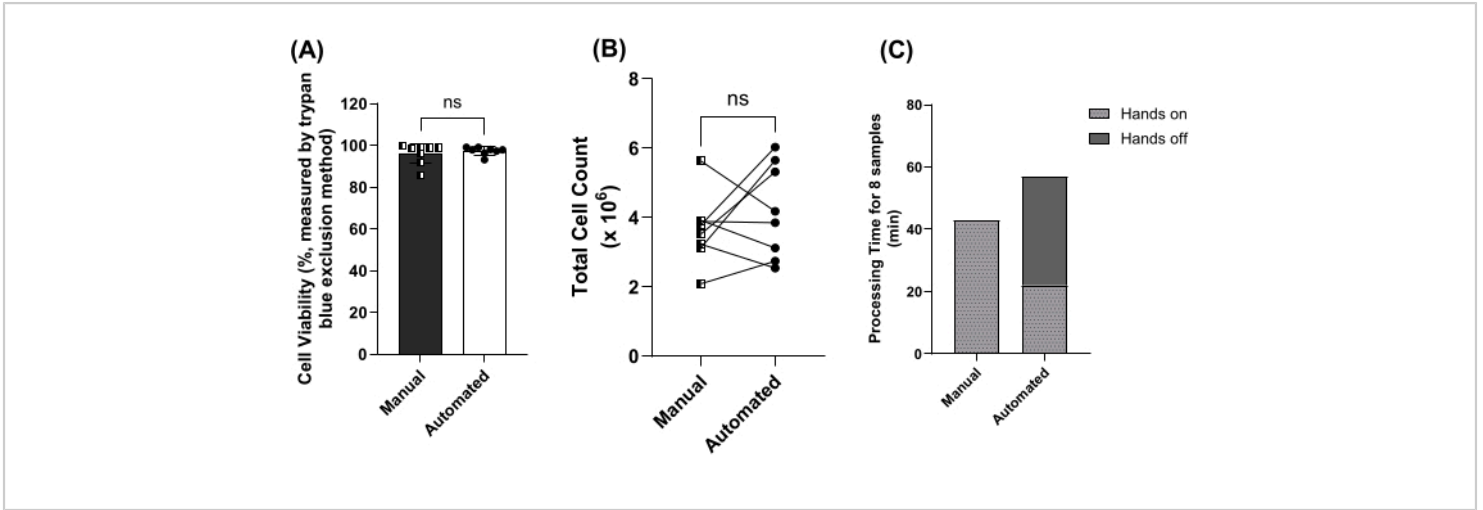 (A)
Cell Viability (%, measured by trypan
blue exclusion method)
120
100
80
60
40
20
0
ns
Manual
Automated
(B)
Total Cell Count
(x 10⁶)
8
6
4
2
0
ns
Manual
Automated
(C)
Processing Time for 8 samples
(min)
80
60
40
20
0
Manual
Automated
Hands on
Hands off